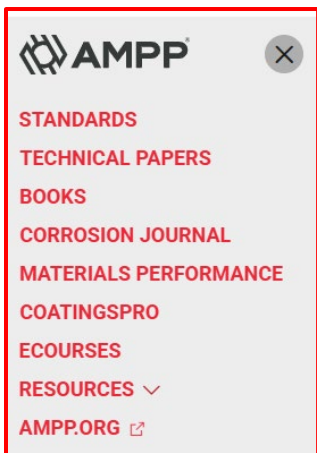 AMPP®
STANDARDS
TECHNICAL PAPERS
BOOKS
CORROSION JOURNAL
MATERIALS PERFORMANCE
COATINGSPRO
ECOURSES
RESOURCES
AMPP.ORG